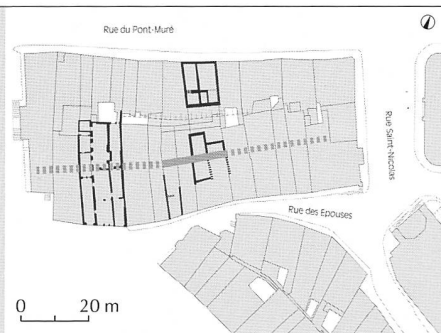 Rue du Pont-Muré
Rue Saint-Nicolas
Rue des Epouses
0 20 m